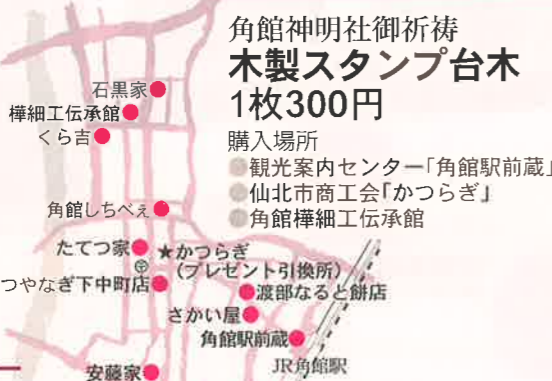 角館神明社御祈祷
木製スタンプ台木
1枚300円
購入場所
●観光案内センター「角館駅前蔵」
●仙北市商工会「かつらぎ」
●角館樺細工伝承館
石黒家
樺細工伝承館
くら吉
角館しちべぇ
たてつ家
★かつらぎ
(プレゼント引換所)
つやなぎ下中町店
渡部なると餅店
さかい屋
角館駅前蔵
JR角館駅
安藤家